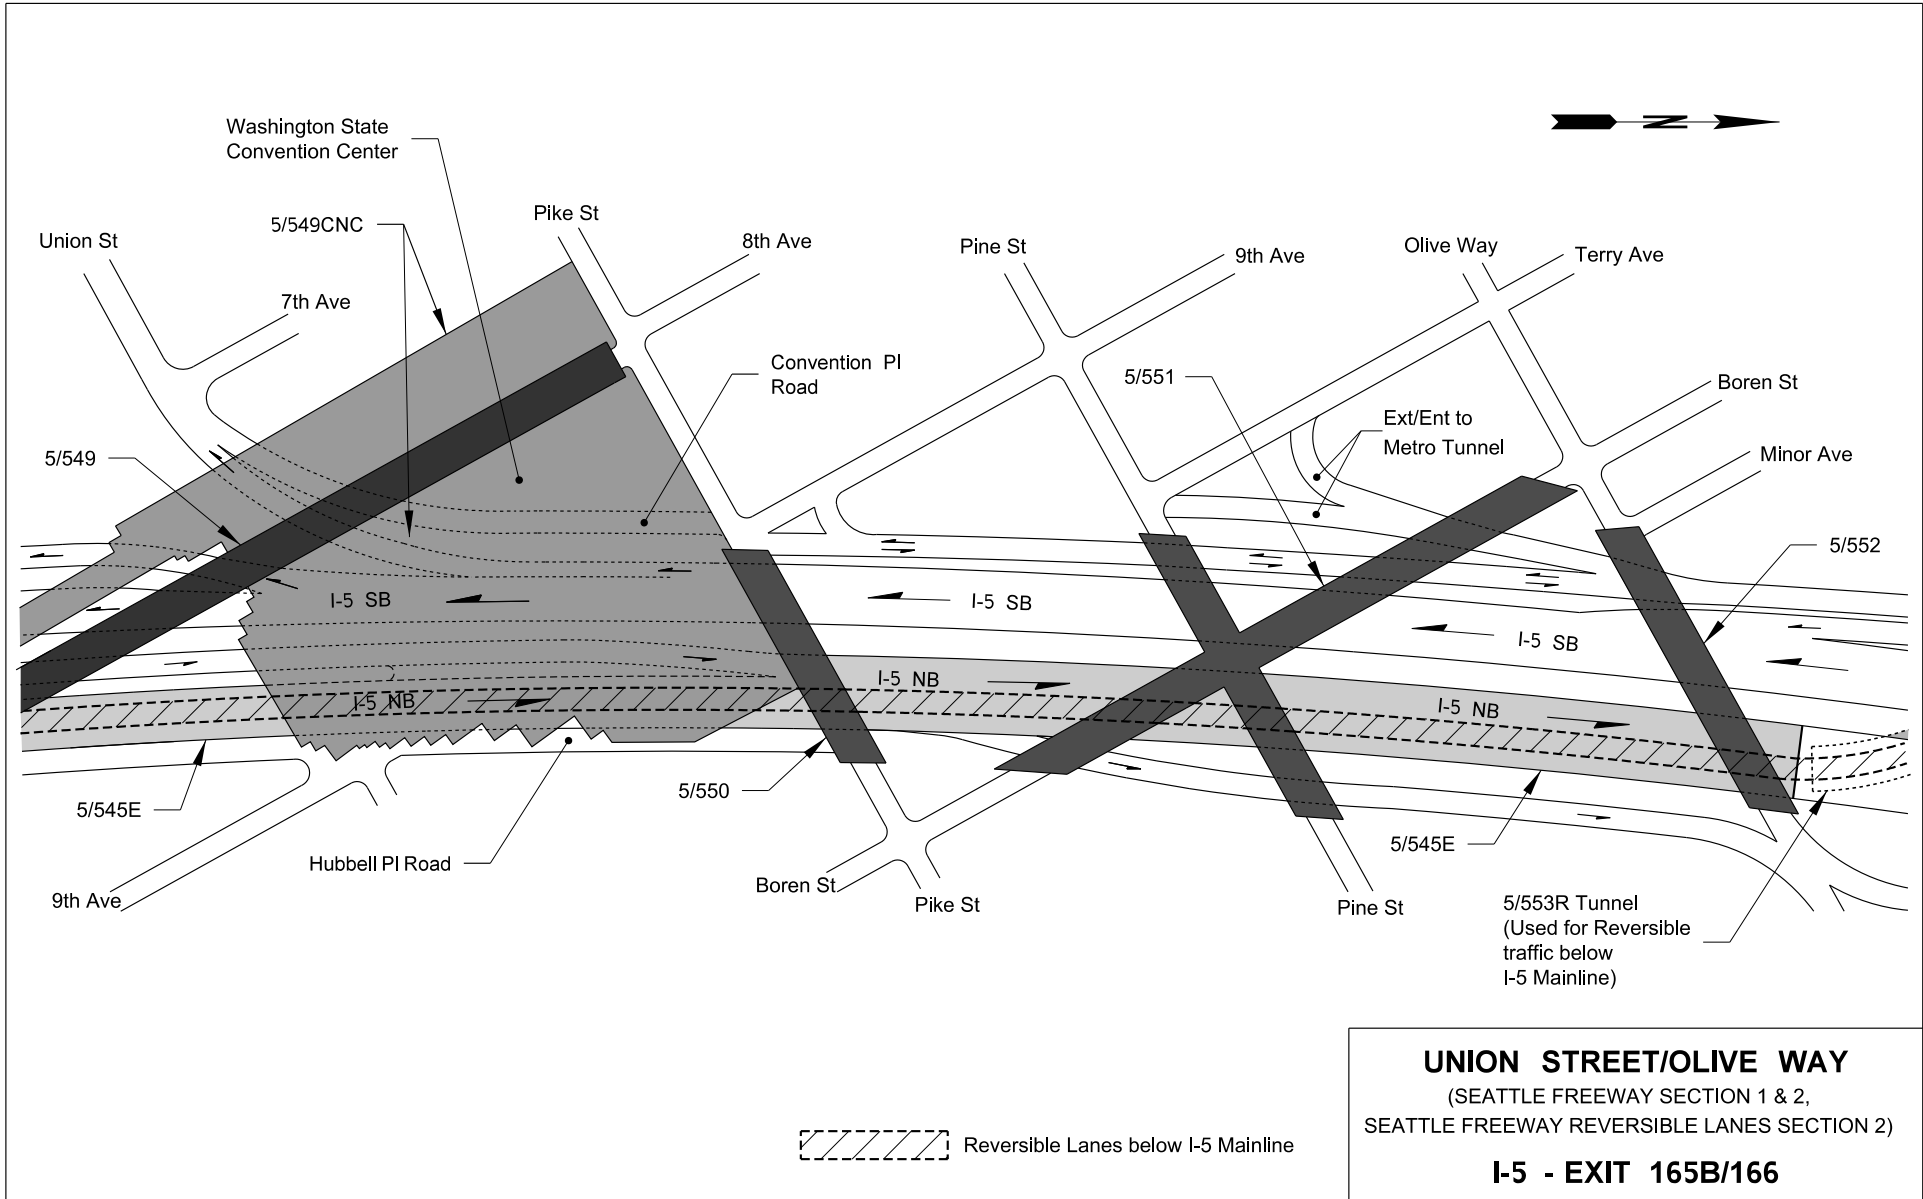 Washington State
Convention Center
5/549CNC
Union St
7th Ave
Pike St
8th Ave
Pine St
9th Ave
Olive Way
Terry Ave
N
Convention Pl
Road
5/551
Ext/Ent to
Metro Tunnel
Boren St
Minor Ave
5/549
5/552
I-5 SB
I-5 SB
I-5 SB
I-5 NB
I-5 NB
I-5 NB
5/545E
5/550
5/545E
Hubbell Pl Road
9th Ave
Boren St
Pike St
Pine St
5/553R Tunnel
(Used for Reversible
traffic below
I-5 Mainline)
Reversible Lanes below I-5 Mainline
UNION STREET/OLIVE WAY
(SEATTLE FREEWAY SECTION 1 & 2,
SEATTLE FREEWAY REVERSIBLE LANES SECTION 2)
I-5 - EXIT 165B/166